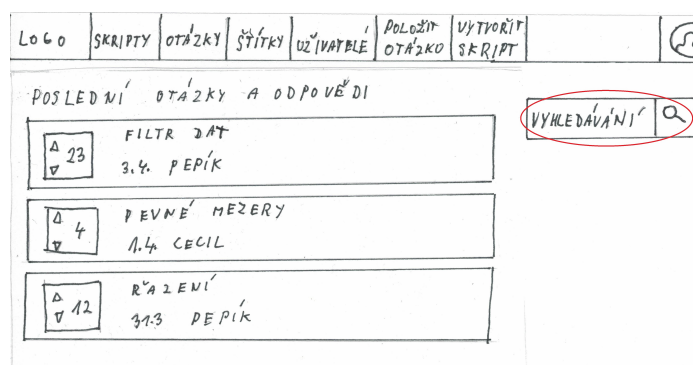 LOGO SKRIPTY OTÁZKY ŠTÍTKY UŽIVATELÉ POLOŽIT OTÁZKO VYTVOŘIT SKRIPT
POSLEDNÍ OTÁZKY A ODPOVĚDI
VYHLEDÁVÁNÍ
23
FILTR DAT
3.4. PEPÍK
4
PEVNÉ MEZERY
1.4. CECIL
12
ŘAZENÍ
31.3 PEPÍK